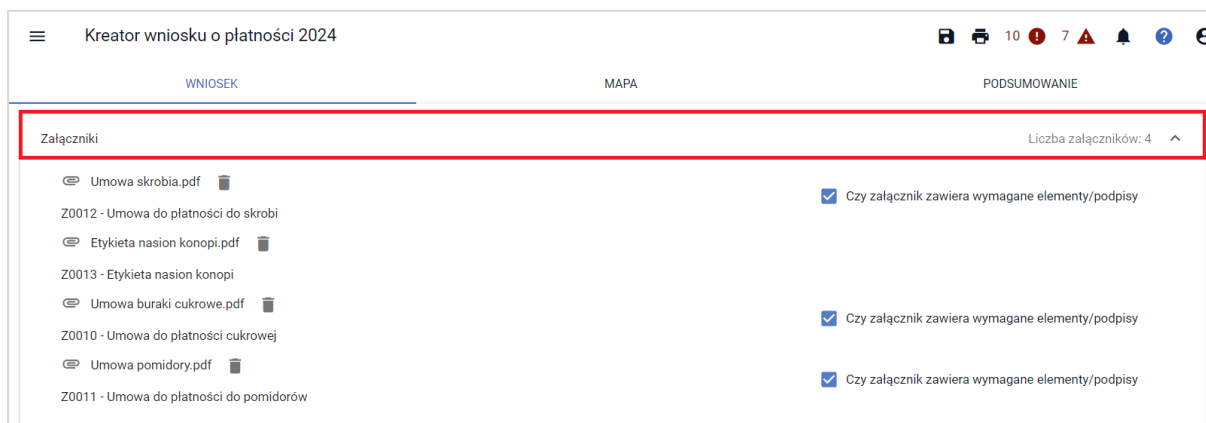 Kreator wniosku o płatności 2024 10 7
WNIOSEK MAPA PODSUMOWANIE
Załączniki Liczba załączników: 4
Umowa skrobia.pdf
Czy załącznik zawiera wymagane elementy/podpisy
Z0012 - Umowa do płatności do skrobi
Etykieta nasion konopi.pdf
Z0013 - Etykieta nasion konopi
Umowa buraki cukrowe.pdf
Czy załącznik zawiera wymagane elementy/podpisy
Z0010 - Umowa do płatności cukrowej
Umowa pomidory.pdf
Czy załącznik zawiera wymagane elementy/podpisy
Z0011 - Umowa do płatności do pomidorów